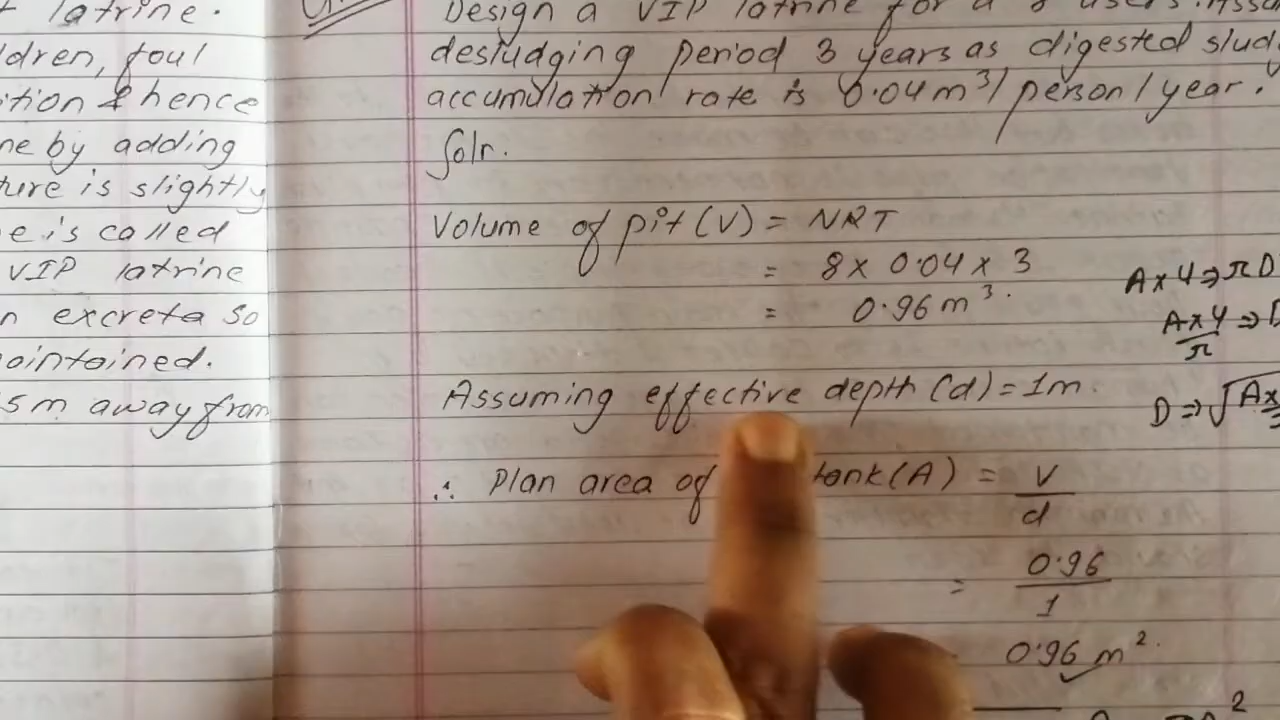 latrine.
ldren, foul
ition & hence
ne by adding
ture is slightly
e is called
VIP latrine
n excreta so
ointained.
5m away from
Design a VIP latrine for a 8 users. Assu
desludging period 3 years as digested slud
accumulation rate is 0.04 m³/person/year.
Soln.
Volume of pit (V) = NRT
= 8 x 0.04 x 3
= 0.96 m³.
Assuming effective depth (d) = 1m.
∴ Plan area of tank (A) = V/d
= 0.96/1
0.96 m².
A x 4 ⇒ πD
A x 4/π ⇒
D ⇒ √Ax